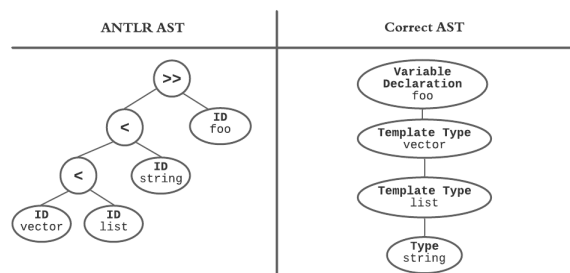 ANTLR AST
Correct AST
>>
<
ID
foo
<
ID
string
ID
vector
ID
list
Variable
Declaration
foo
Template Type
vector
Template Type
list
Type
string